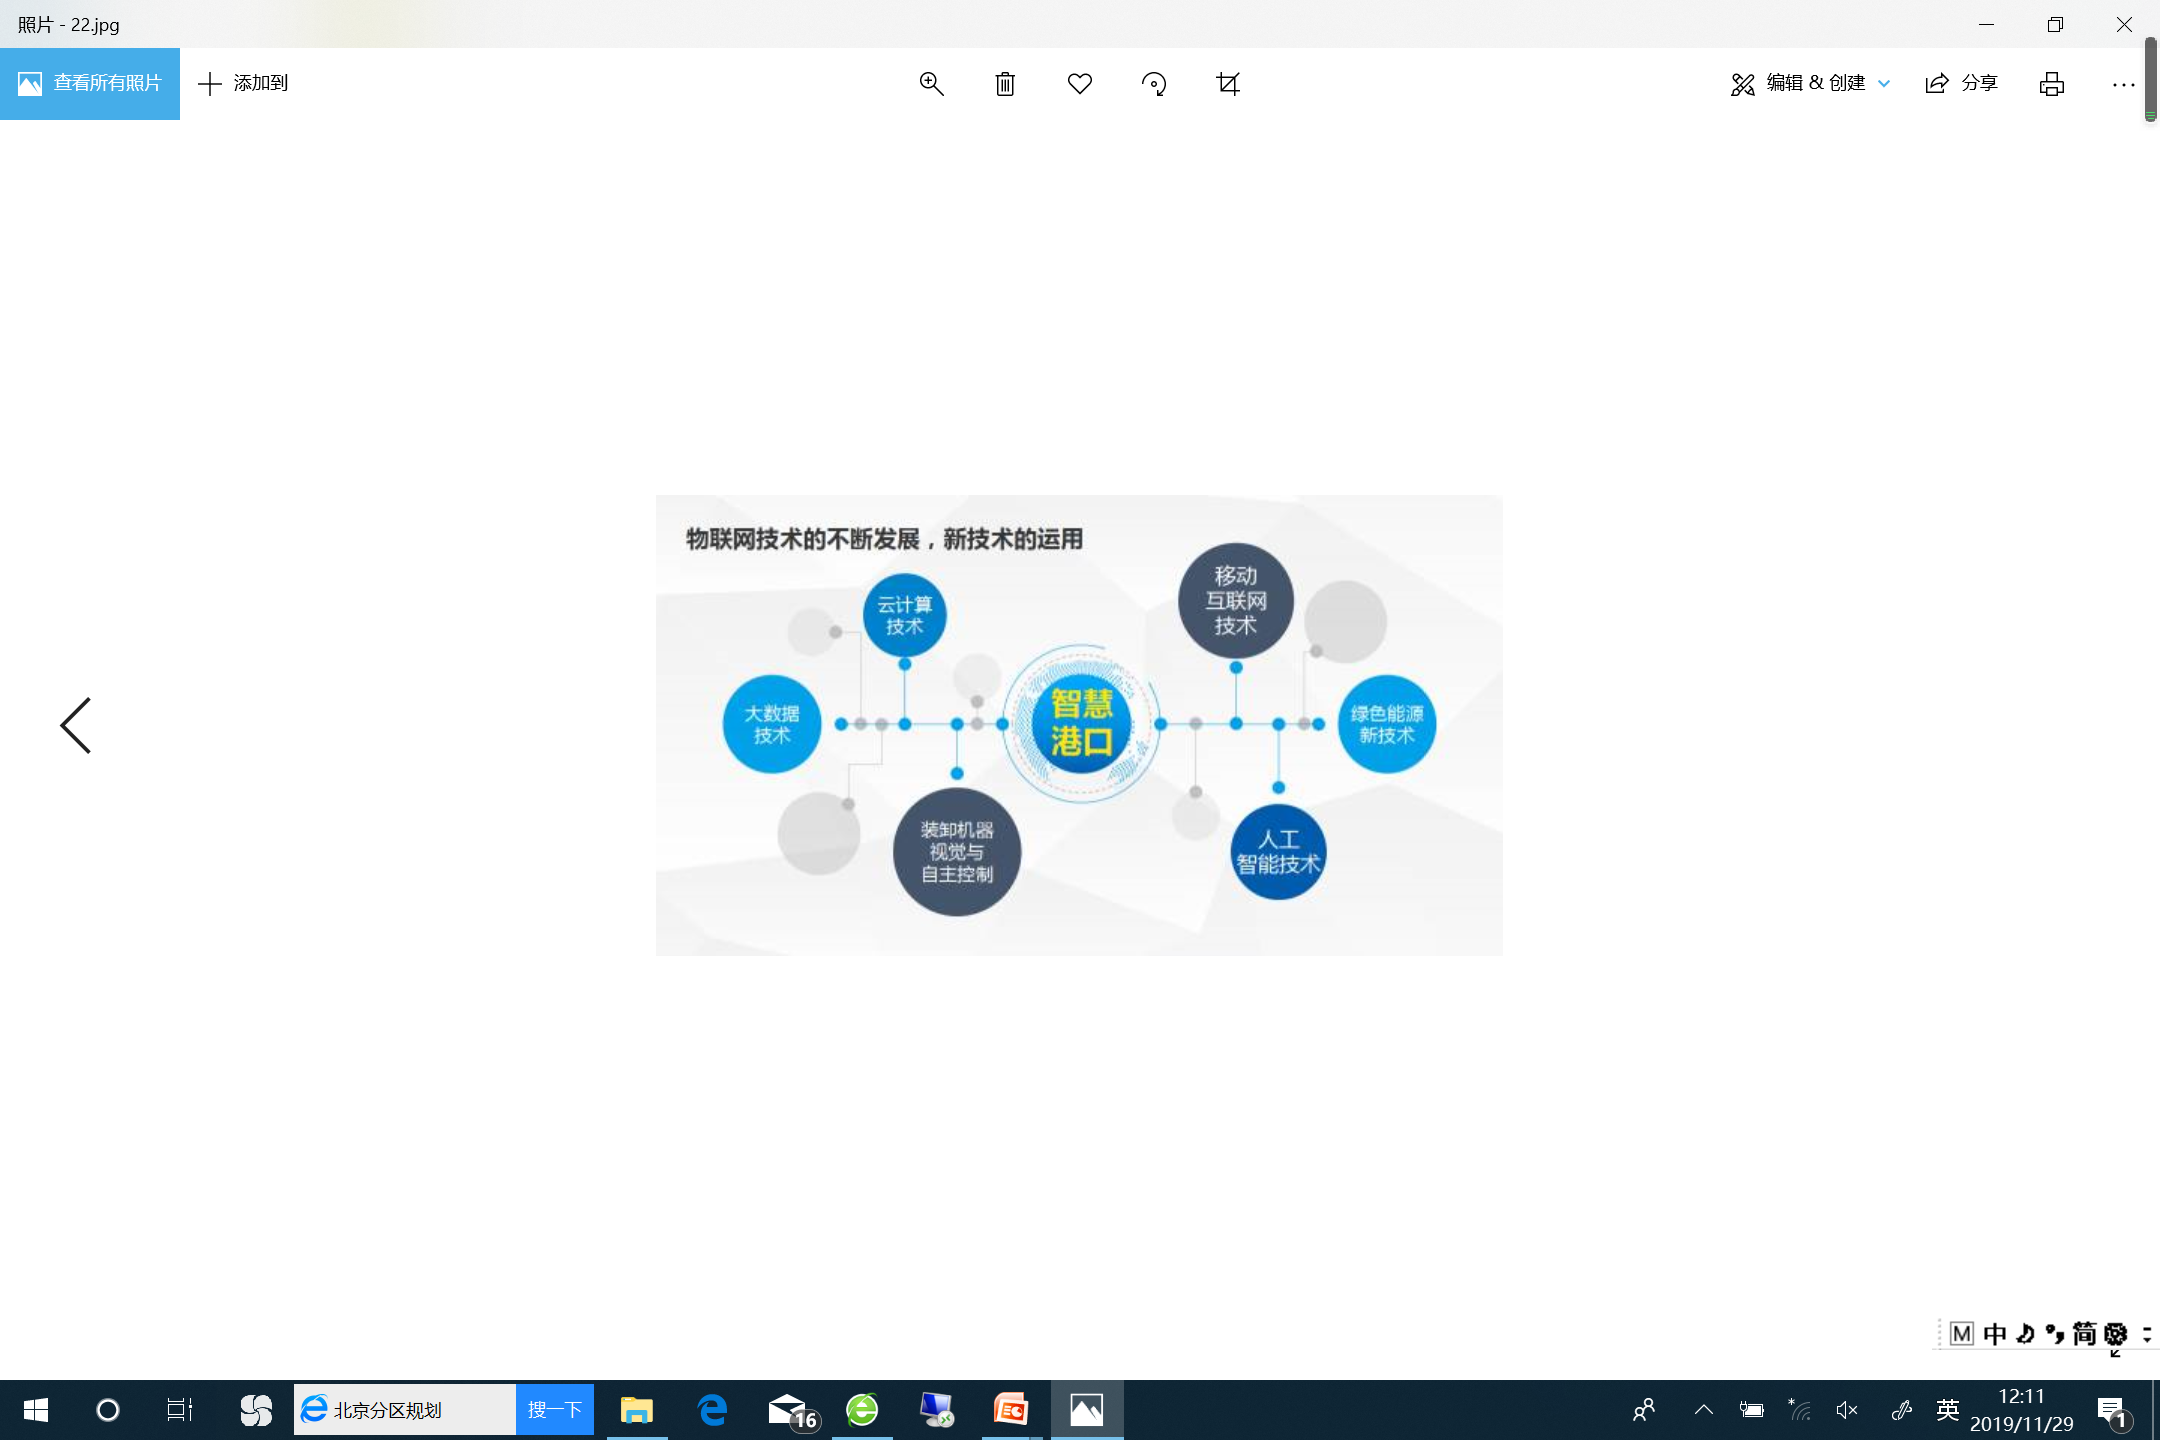 照片 - 22.jpg
查看所有照片
添加到
编辑 & 创建
分享
物联网技术的不断发展，新技术的运用
云计算
技术
移动
互联网
技术
大数据
技术
智慧
港口
绿色能源
新技术
装卸机器
视觉与
自主控制
人工
智能技术
M 中 简
北京分区规划
搜一下
16
英
12:11
2019/11/29
1